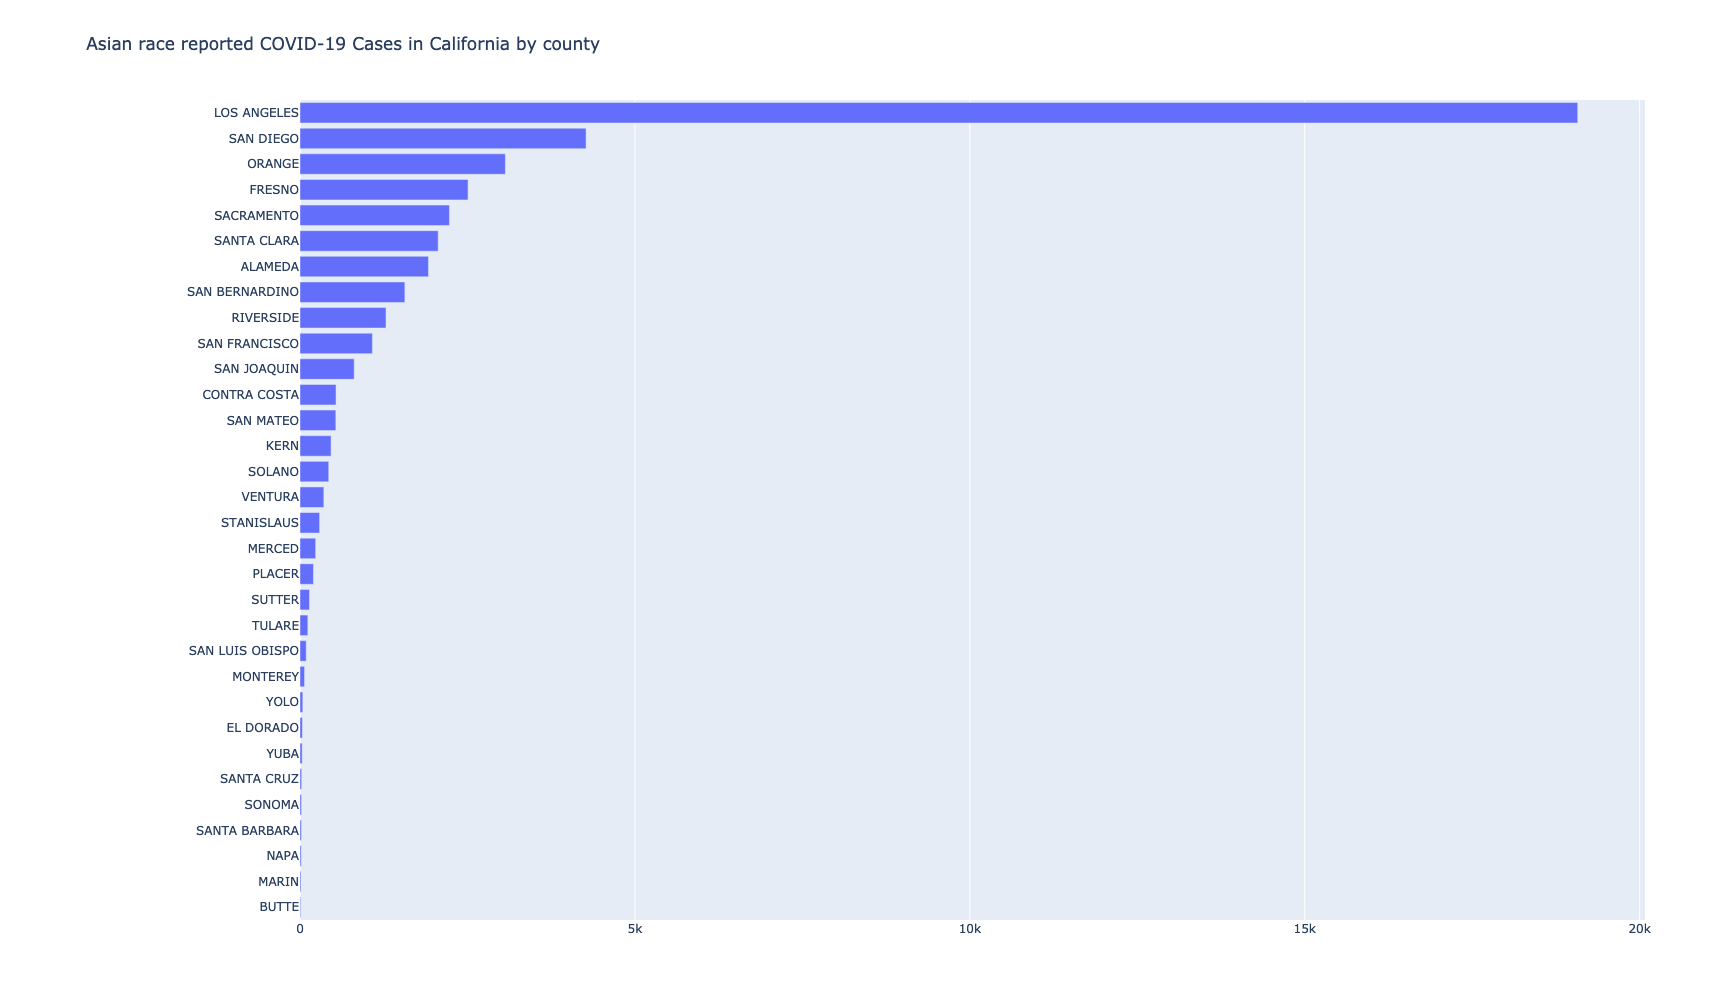 Asian race reported COVID-19 Cases in California by county
LOS ANGELES
SAN DIEGO
ORANGE
FRESNO
SACRAMENTO
SANTA CLARA
ALAMEDA
SAN BERNARDINO
RIVERSIDE
SAN FRANCISCO
SAN JOAQUIN
CONTRA COSTA
SAN MATEO
KERN
SOLANO
VENTURA
STANISLAUS
MERCED
PLACER
SUTTER
TULARE
SAN LUIS OBISPO
MONTEREY
YOLO
EL DORADO
YUBA
SANTA CRUZ
SONOMA
SANTA BARBARA
NAPA
MARIN
BUTTE
0 5k 10k 15k 20k